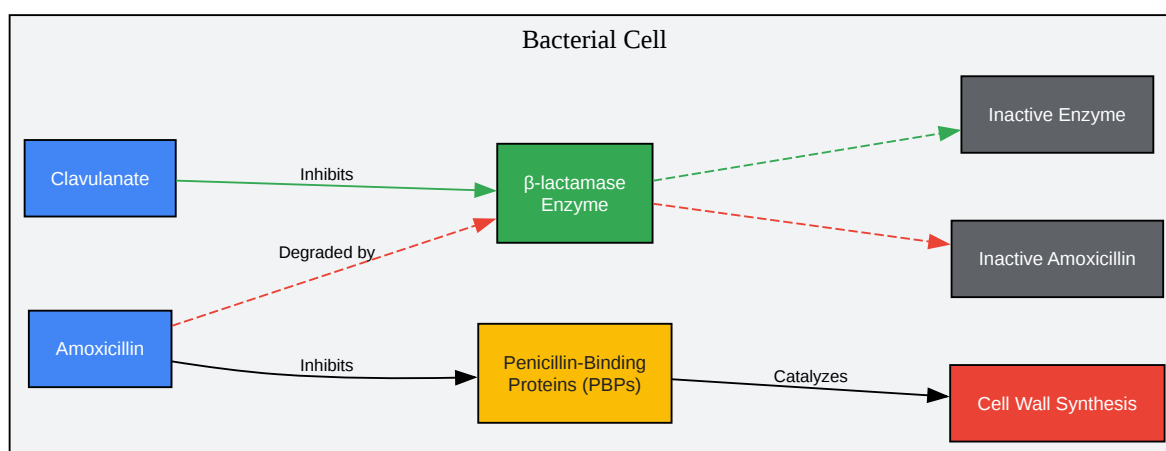 Bacterial Cell
Inactive Enzyme
Clavulanate
Inhibits
β-lactamase
Enzyme
Degraded by
Inactive Amoxicillin
Amoxicillin
Inhibits
Penicillin-Binding
Proteins (PBPs)
Catalyzes
Cell Wall Synthesis